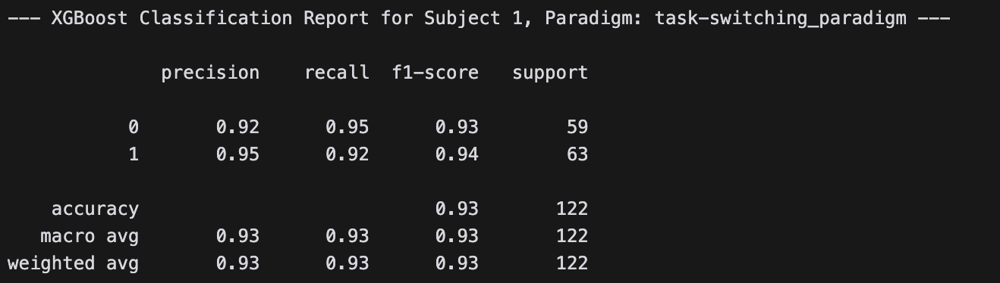 --- XGBoost Classification Report for Subject 1, Paradigm: task-switching_paradigm ---
precision recall f1-score support
0 0.92 0.95 0.93 59
1 0.95 0.92 0.94 63
accuracy 0.93 122
macro avg 0.93 0.93 0.93 122
weighted avg 0.93 0.93 0.93 122